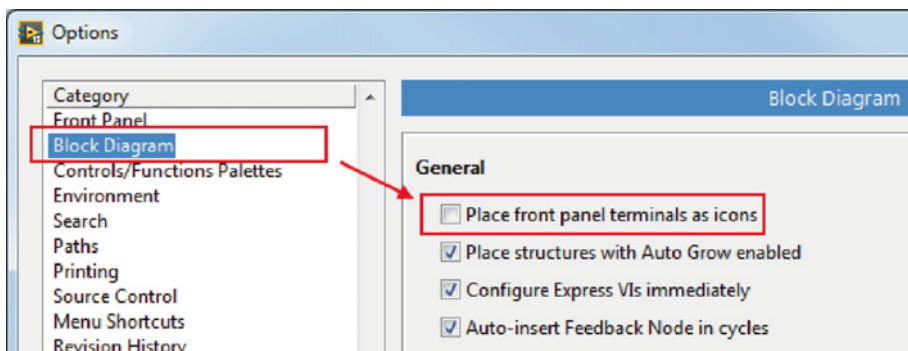 Options
Category
Front Panel
Block Diagram
Controls/Functions Palettes
Environment
Search
Paths
Printing
Source Control
Menu Shortcuts
Revision History
Block Diagram
General
Place front panel terminals as icons
Place structures with Auto Grow enabled
Configure Express VIs immediately
Auto-insert Feedback Node in cycles